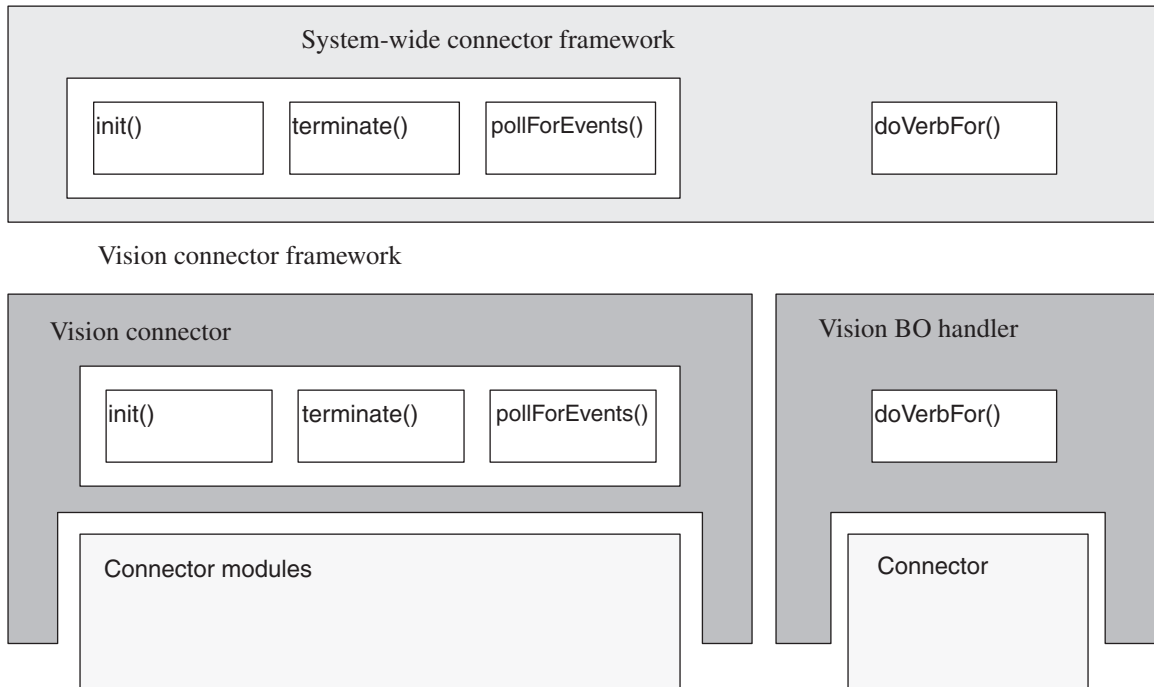 System-wide connector framework
init()
terminate()
pollForEvents()
doVerbFor()
Vision connector framework
Vision connector
Vision BO handler
init()
terminate()
pollForEvents()
doVerbFor()
Connector modules
Connector